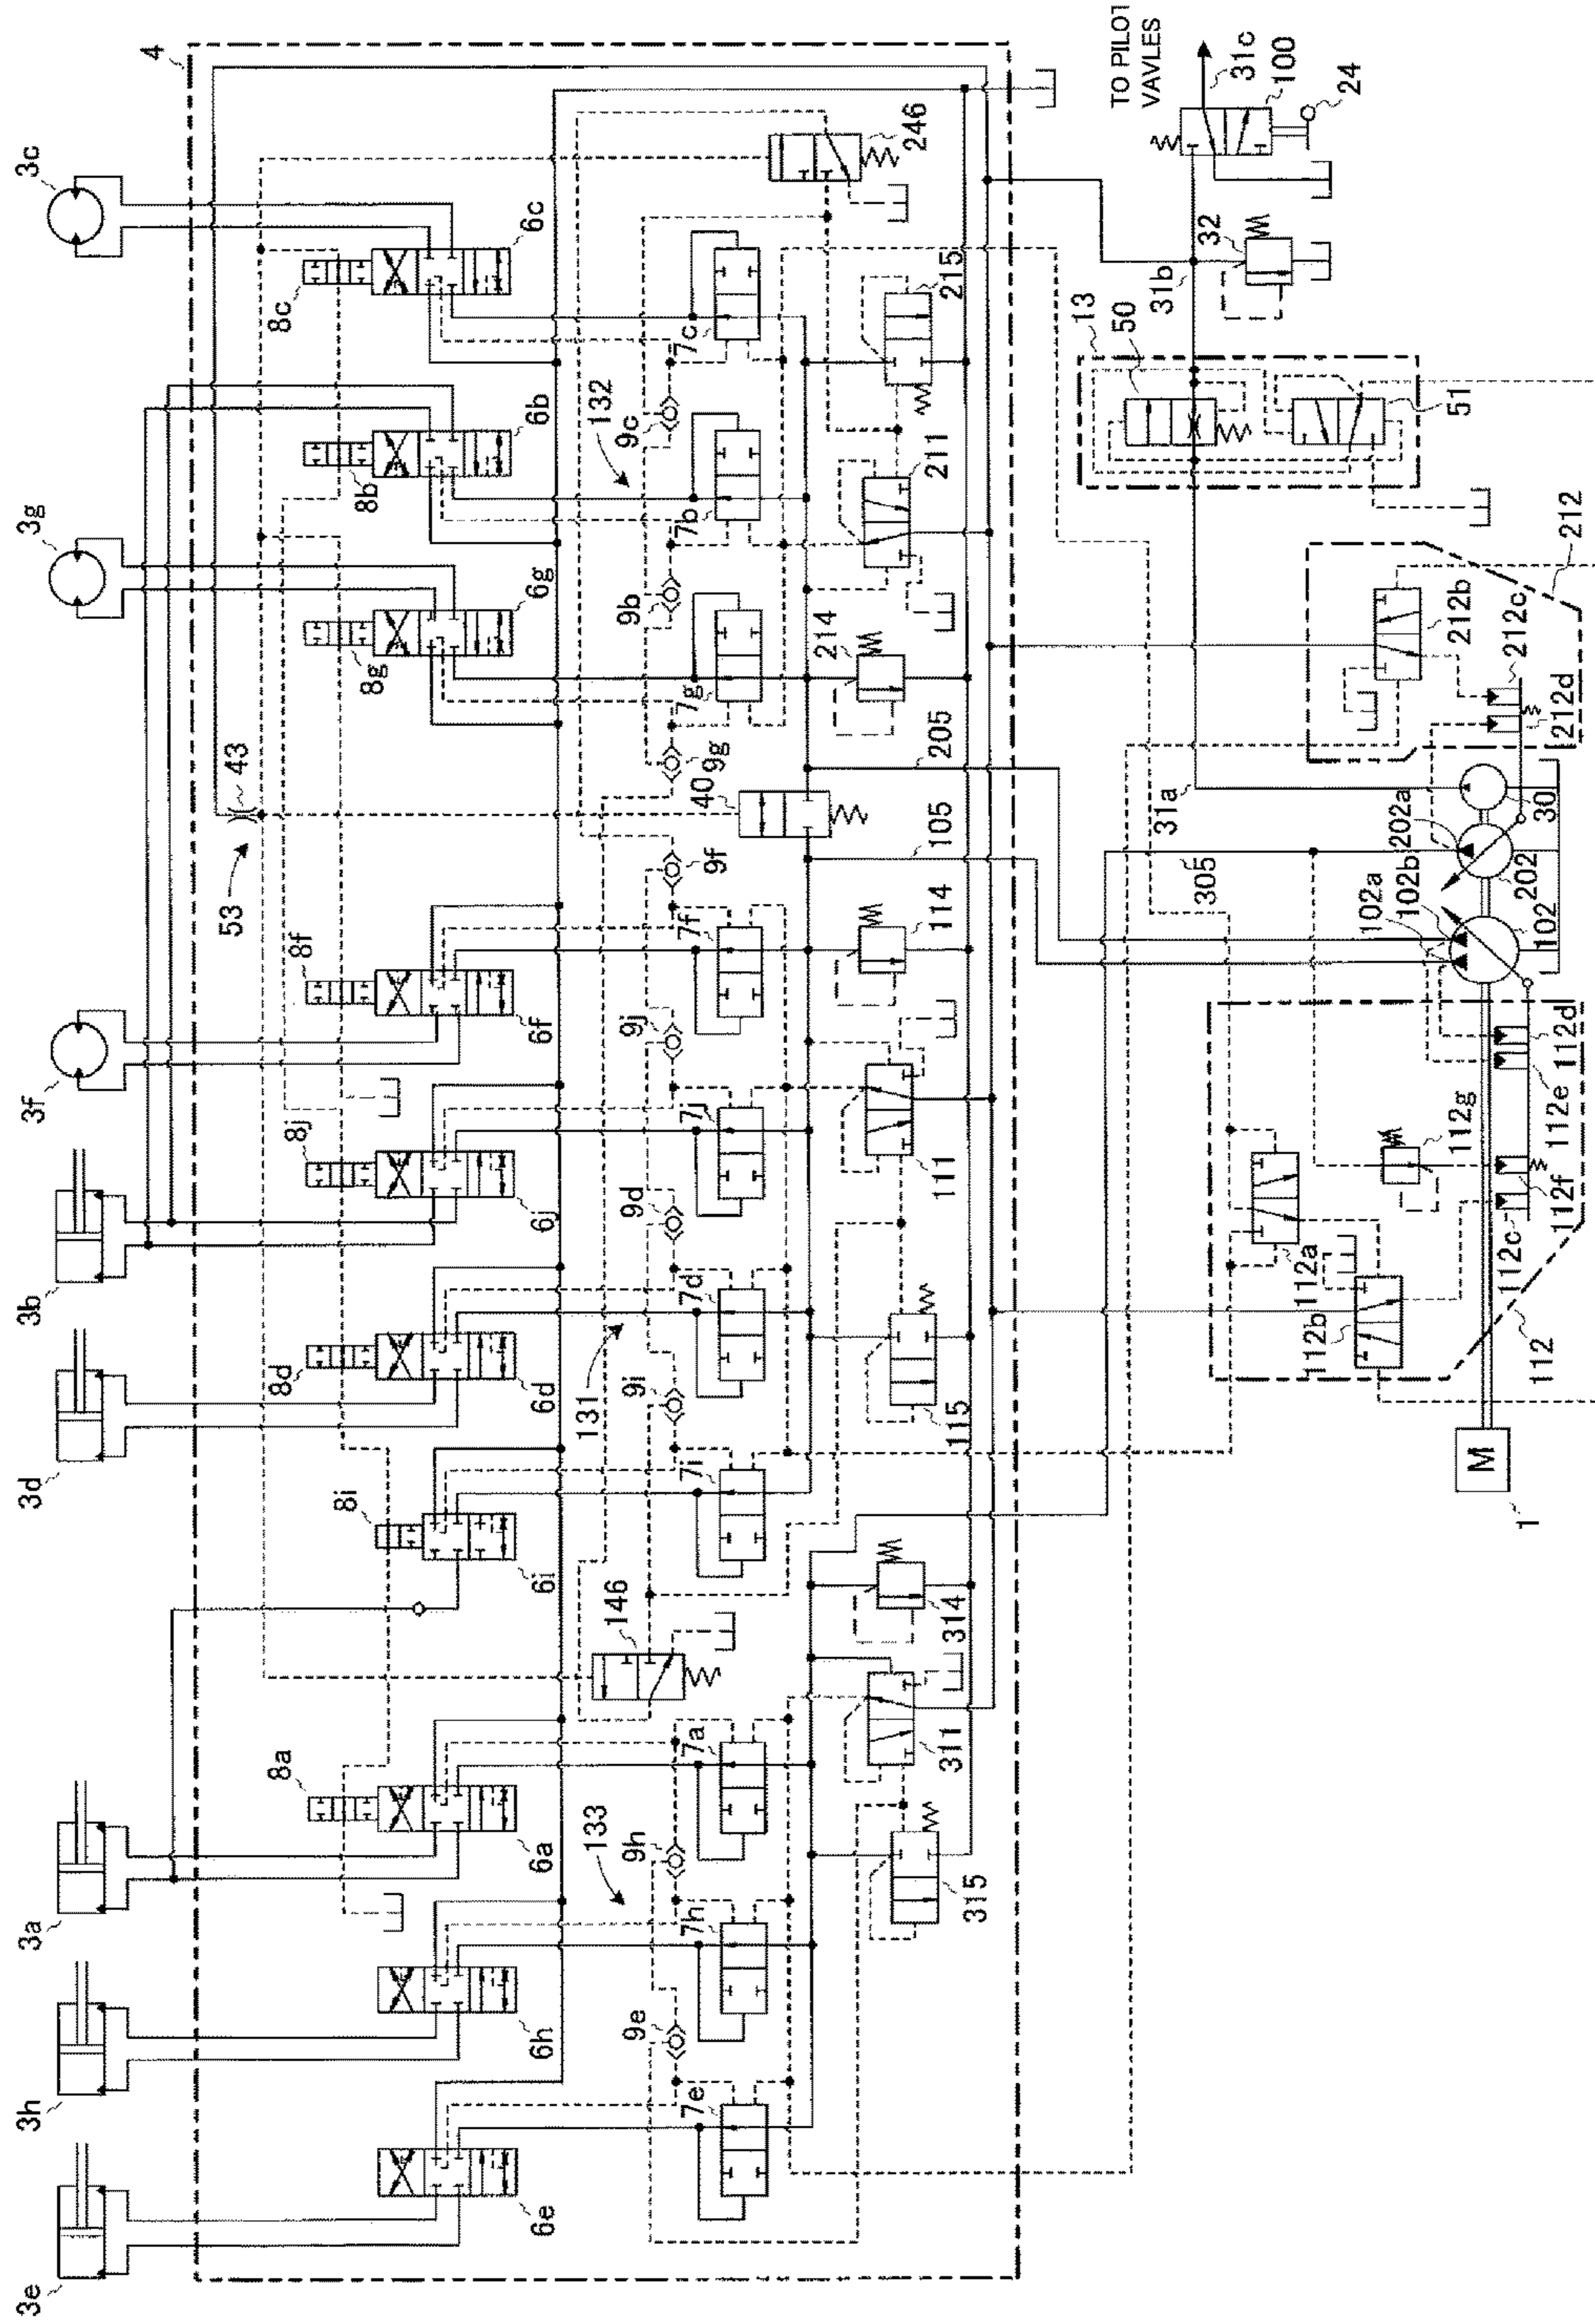 3e
3h
3a
3d
3b
3f
3g
3c
4
53
43
8a
8i
8d
8j
8f
8g
8b
8c
6e
6h
6a
6i
6d
6j
6f
6g
6b
6c
146
246
133
131
132
9e
9h
9i
9d
9j
9f
9g
9b
9c
7e
7h
7a
7i
7d
7j
7f
7g
7b
7c
40
315
311
314
115
111
114
105
205
214
211
215
TO PILOT
VAVLES
31c
100
24
32
31b
13
50
51
212
212b
212c
212d
31a
30
305
202a
202
102a
102b
102
112a
112b
112c
112d
112e
112f
112g
112
M
1